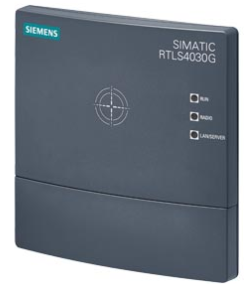 SIEMENS
SIMATIC
RTLS4030G
RUN
RADIO
LAN/SERVER